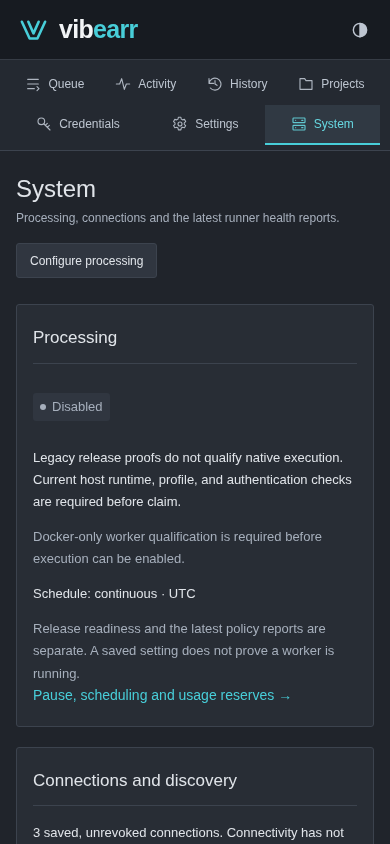 vibearr
Queue
Activity
History
Projects
Credentials
Settings
System
System
Processing, connections and the latest runner health reports.
Configure processing
Processing
Disabled
Legacy release proofs do not qualify native execution.
Current host runtime, profile, and authentication checks
are required before claim.
Docker-only worker qualification is required before
execution can be enabled.
Schedule: continuous · UTC
Release readiness and the latest policy reports are
separate. A saved setting does not prove a worker is
running.
Pause, scheduling and usage reserves →
Connections and discovery
3 saved, unrevoked connections. Connectivity has not